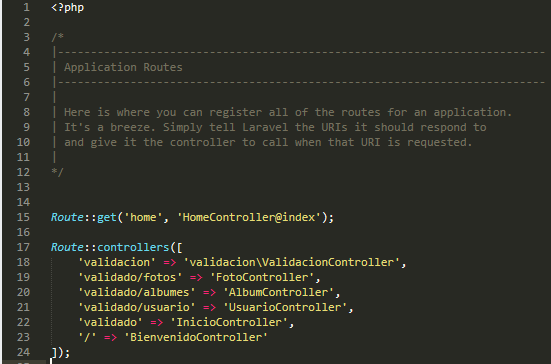 1 <?php
2
3 /*
4 |--------------------------------------------------------------------------
5 | Application Routes
6 |--------------------------------------------------------------------------
7 |
8 | Here is where you can register all of the routes for an application.
9 | It's a breeze. Simply tell Laravel the URIs it should respond to
10 | and give it the controller to call when that URI is requested.
11 |
12 */
13
14
15 Route::get('home', 'HomeController@index');
16
17 Route::controllers([
18     'validacion' => 'validacion\ValidacionController',
19     'validado/fotos' => 'FotoController',
20     'validado/albumes' => 'AlbumController',
21     'validado/usuario' => 'UsuarioController',
22     'validado' => 'InicioController',
23     '/' => 'BienvenidoController'
24 ]);